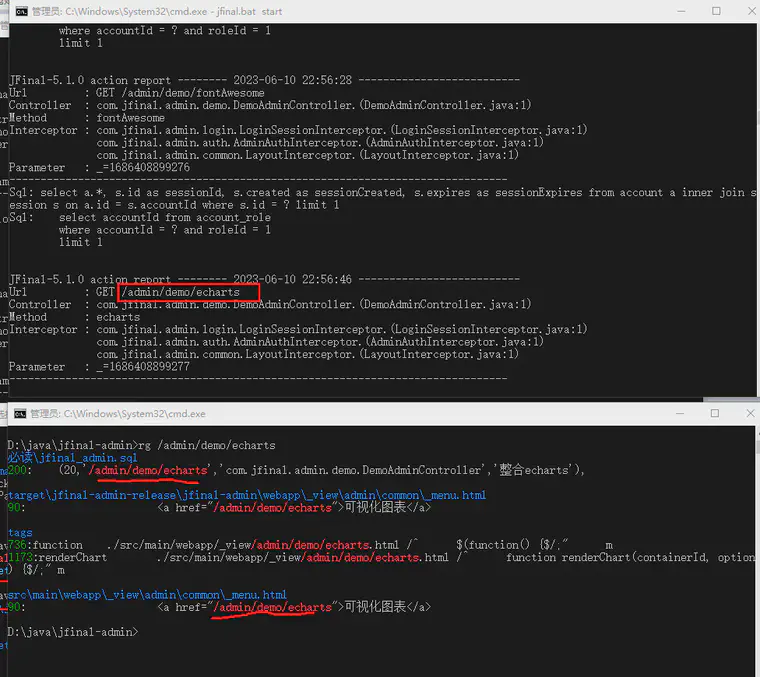 管理员: C:\Windows\System32\cmd.exe - jfinal.bat start
where accountId = ? and roleId = 1
limit 1
JFinal-5.1.0 action report -------- 2023-06-10 22:56:28 --------------------------
Url : GET /admin/demo/fontAwesome
Controller : com.jfinal.admin.demo.DemoAdminController.(DemoAdminController.java:1)
Method : fontAwesome
Interceptor : com.jfinal.admin.login.LoginSessionInterceptor.(LoginSessionInterceptor.java:1)
com.jfinal.admin.auth.AdminAuthInterceptor.(AdminAuthInterceptor.java:1)
com.jfinal.admin.common.LayoutInterceptor.(LayoutInterceptor.java:1)
Parameter : _=1686408899276
--------------------------------------------------------------------------------
Sql: select a.*, s.id as sessionId, s.created as sessionCreated, s.expires as sessionExpires from account a inner join s
ession s on a.id = s.accountId where s.id = ? limit 1
Sql: select accountId from account_role
where accountId = ? and roleId = 1
limit 1
JFinal-5.1.0 action report -------- 2023-06-10 22:56:46 --------------------------
Url : GET /admin/demo/echarts
Controller : com.jfinal.admin.demo.DemoAdminController.(DemoAdminController.java:1)
Method : echarts
Interceptor : com.jfinal.admin.login.LoginSessionInterceptor.(LoginSessionInterceptor.java:1)
com.jfinal.admin.auth.AdminAuthInterceptor.(AdminAuthInterceptor.java:1)
com.jfinal.admin.common.LayoutInterceptor.(LayoutInterceptor.java:1)
Parameter : _=1686408899277
--------------------------------------------------------------------------------
管理员: C:\Windows\System32\cmd.exe
D:\java\jfinal-admin>rg /admin/demo/echarts
必读\jfinal_admin.sql
200: (20,'/admin/demo/echarts','com.jfinal.admin.demo.DemoAdminController','整合echarts'),
target\jfinal-admin-release\jfinal-admin\webapp\_view\admin\common\_menu.html
90: <a href="/admin/demo/echarts">可视化图表</a>
tags
736:function ./src/main/webapp/_view/admin/demo/echarts.html /^ $(function() {$/;" m
1173:renderChart ./src/main/webapp/_view/admin/demo/echarts.html /^ function renderChart(containerId, option
) {$/;" m
src\main\webapp\_view\admin\common\_menu.html
90: <a href="/admin/demo/echarts">可视化图表</a>
D:\java\jfinal-admin>